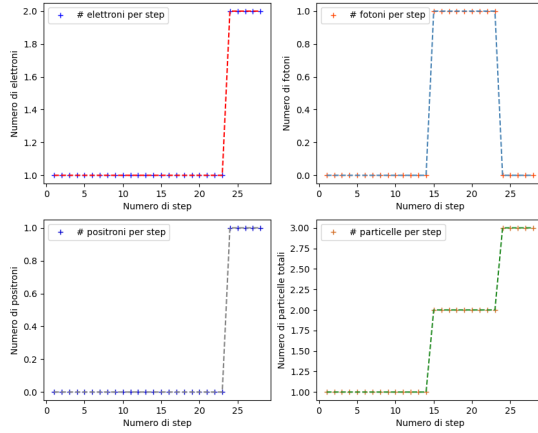 # elettroni per step
Numero di elettroni
2.0
1.8
1.6
1.4
1.2
1.0
0 5 10 15 20 25
Numero di step
# fotoni per step
Numero di fotoni
1.0
0.8
0.6
0.4
0.2
0.0
0 5 10 15 20 25
Numero di step
# positroni per step
Numero di positroni
1.0
0.8
0.6
0.4
0.2
0.0
0 5 10 15 20 25
Numero di step
# particelle per step
Numero di particelle totali
3.00
2.75
2.50
2.25
2.00
1.75
1.50
1.25
1.00
0 5 10 15 20 25
Numero di step